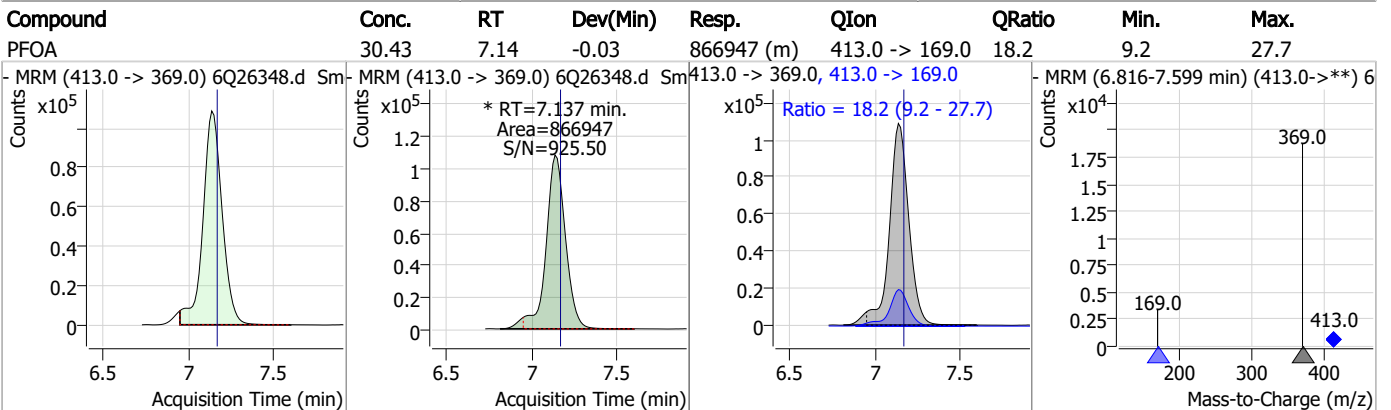 Compound Conc. RT Dev(Min) Resp. QIon QRatio Min. Max.
PFOA 30.43 7.14 -0.03 866947 (m) 413.0 -> 169.0 18.2 9.2 27.7
- MRM (413.0 -> 369.0) 6Q26348.d Sm
Counts
x10⁵
0.8
0.6
0.4
0.2
0
6.5 7 7.5
Acquisition Time (min)
- MRM (413.0 -> 369.0) 6Q26348.d Sm
Counts
x10⁵
* RT=7.137 min.
Area=866947
S/N=925.50
1.2
1
0.8
0.6
0.4
0.2
0
6.5 7 7.5
Acquisition Time (min)
413.0 -> 369.0, 413.0 -> 169.0
x10⁵
Ratio = 18.2 (9.2 - 27.7)
1
0.8
0.6
0.4
0.2
0
6.5 7 7.5
Acquisition Time (min)
- MRM (6.816-7.599 min) (413.0->**) 6
Counts
x10⁴
369.0
1.75
1.5
1.25
1
0.75
0.5
0.25
0
169.0
413.0
200 300 400
Mass-to-Charge (m/z)